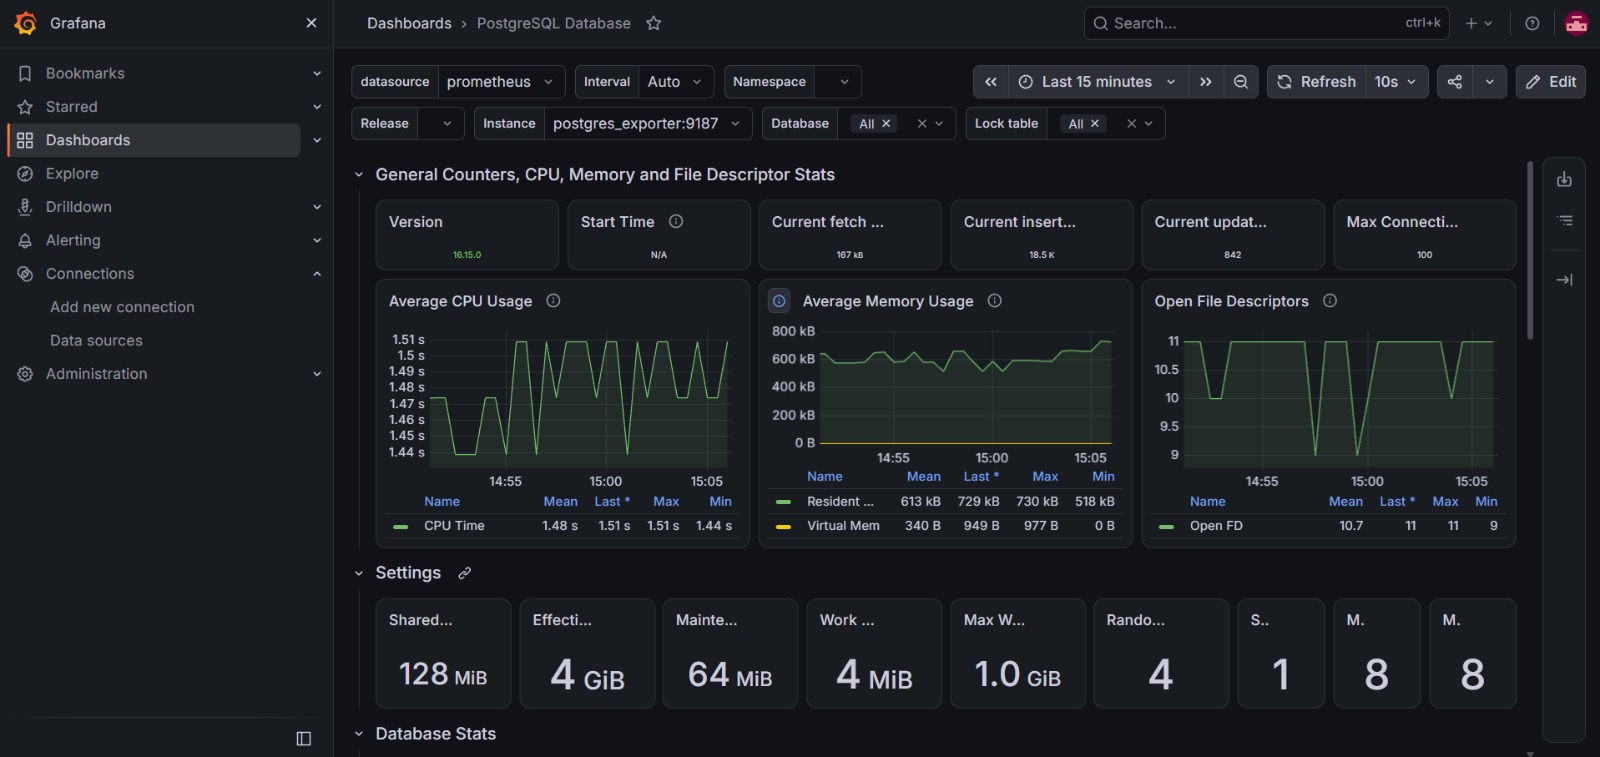 Grafana
Dashboards › PostgreSQL Database
Search... ctrl+k
Bookmarks
Starred
Dashboards
Explore
Drilldown
Alerting
Connections
Add new connection
Data sources
Administration
datasource prometheus Interval Auto Namespace Last 15 minutes Refresh 10s Edit
Release Instance postgres_exporter:9187 Database All Lock table All
General Counters, CPU, Memory and File Descriptor Stats
Version
16.15.0
Start Time
N/A
Current fetch ...
167 kB
Current insert...
18.5 K
Current updat...
842
Max Connecti...
100
Average CPU Usage
1.51 s
1.5 s
1.49 s
1.48 s
1.47 s
1.46 s
1.45 s
1.44 s
14:55 15:00 15:05
Name Mean Last * Max Min
CPU Time 1.48 s 1.51 s 1.51 s 1.44 s
Average Memory Usage
800 kB
600 kB
400 kB
200 kB
0 B
14:55 15:00 15:05
Name Mean Last * Max Min
Resident ... 613 kB 729 kB 730 kB 518 kB
Virtual Mem 340 B 949 B 977 B 0 B
Open File Descriptors
11
10.5
10
9.5
9
14:55 15:00 15:05
Name Mean Last * Max Min
Open FD 10.7 11 11 9
Settings
Shared...
128 MiB
Effecti...
4 GiB
Mainte...
64 MiB
Work ...
4 MiB
Max W...
1.0 GiB
Rando...
4
S..
1
M.
8
M.
8
Database Stats